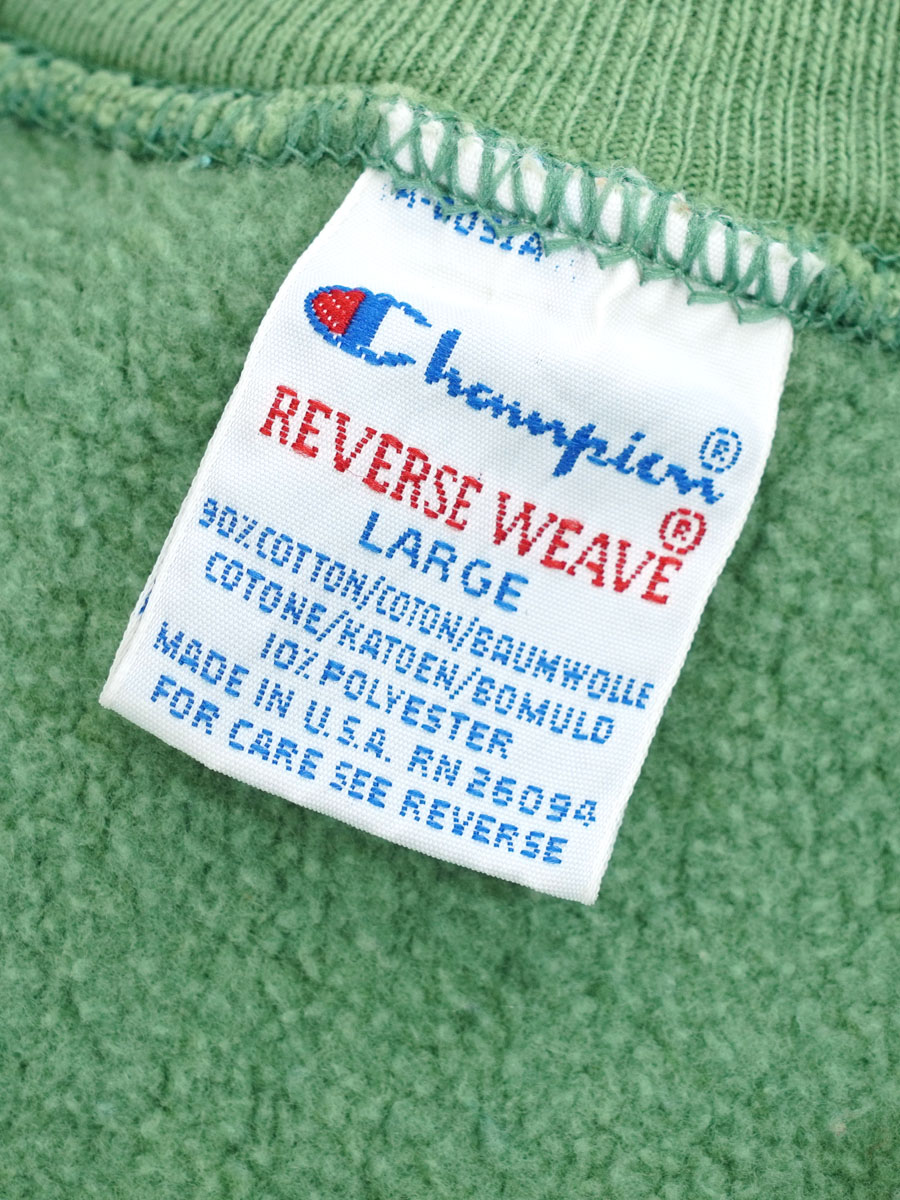 Champion®
REVERSE WEAVE®
LARGE
90%COTTON/COTON/BAUMWOLLE
COTONE/KATOEN/BOMULD
10%POLYESTER
MADE IN U.S.A. RN 26094
FOR CARE SEE REVERSE